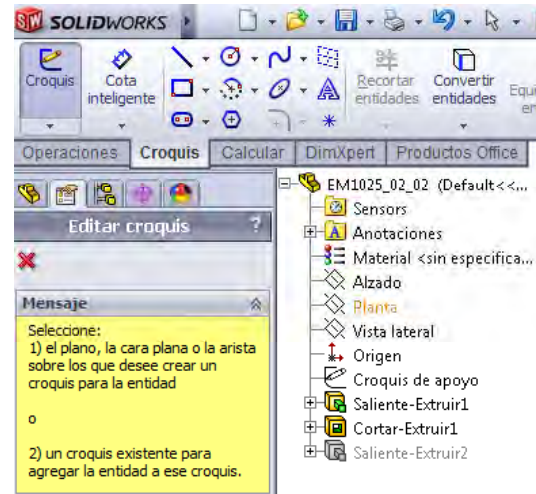 SW SOLIDWORKS
Croquis
Cota inteligente
Recortar entidades
Convertir entidades
Operaciones
Croquis
Calcular
DimXpert
Productos Office
Editar croquis ?
Mensaje
Seleccione:
1) el plano, la cara plana o la arista
sobre los que desee crear un
croquis para la entidad
o
2) un croquis existente para
agregar la entidad a ese croquis.
EM1025_02_02 (Default<<...
Sensors
Anotaciones
Material <sin especifica...
Alzado
Planta
Vista lateral
Origen
Croquis de apoyo
Saliente-Extruir1
Cortar-Extruir1
Saliente-Extruir2